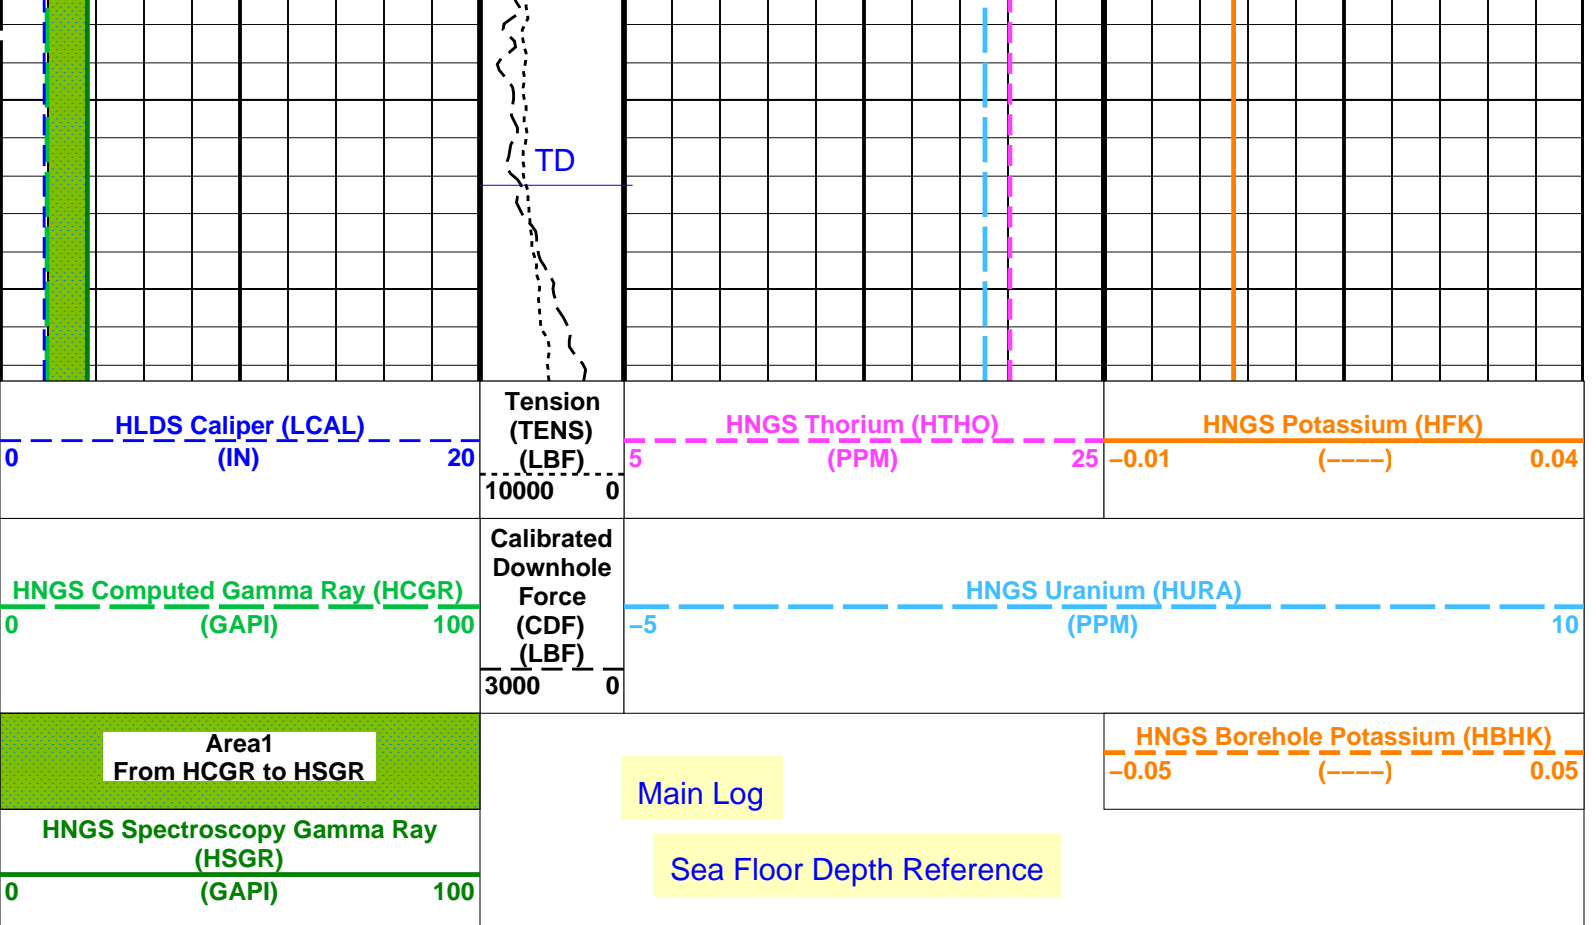 TD
HLDS Caliper (LCAL)
0 (IN) 20
Tension
(TENS)
(LBF)
10000 0
HNGS Thorium (HTHO)
5 (PPM) 25
HNGS Potassium (HFK)
−0.01 (−−−−) 0.04
HNGS Computed Gamma Ray (HCGR)
0 (GAPI) 100
Calibrated
Downhole
Force
(CDF)
(LBF)
3000 0
HNGS Uranium (HURA)
−5 (PPM) 10
Area1
From HCGR to HSGR
HNGS Borehole Potassium (HBHK)
−0.05 (−−−−) 0.05
Main Log
HNGS Spectroscopy Gamma Ray
(HSGR)
0 (GAPI) 100
Sea Floor Depth Reference